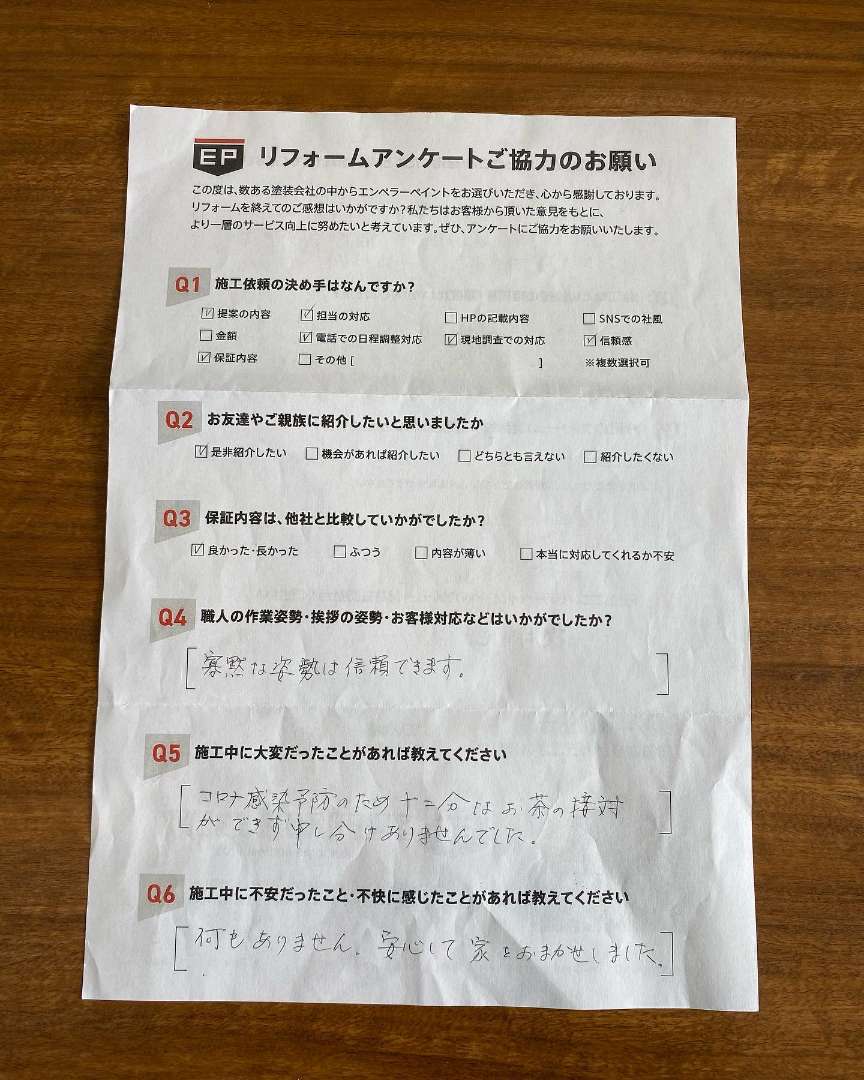 EP リフォームアンケートご協力のお願い
この度は、数ある塗装会社の中からエンペラーペイントをお選びいただき、心から感謝しております。
リフォームを終えてのご感想はいかがですか?私たちはお客様から頂いた意見をもとに、
より一層のサービス向上に努めたいと考えています。ぜひ、アンケートにご協力をお願いいたします。
Q1 施工依頼の決め手はなんですか?
☑提案の内容 ☑担当の対応 □HPの記載内容 □SNSでの社風
□金額 ☑電話での日程調整対応 ☑現地調査での対応 ☑信頼感
☑保証内容 □その他 [ ] ※複数選択可
Q2 お友達やご親族に紹介したいと思いましたか
☑是非紹介したい □機会があれば紹介したい □どちらとも言えない □紹介したくない
Q3 保証内容は、他社と比較していかがでしたか?
☑良かった・長かった □ふつう □内容が薄い □本当に対応してくれるか不安
Q4 職人の作業姿勢・挨拶の姿勢・お客様対応などはいかがでしたか?
寡黙な姿勢は信頼できます。
Q5 施工中に大変だったことがあれば教えてください
コロナ感染予防のため十二分はお茶の接対
ができず申し分けありませんでした。
Q6 施工中に不安だったこと・不快に感じたことがあれば教えてください
何もありません。安心して家をおまかせしました。